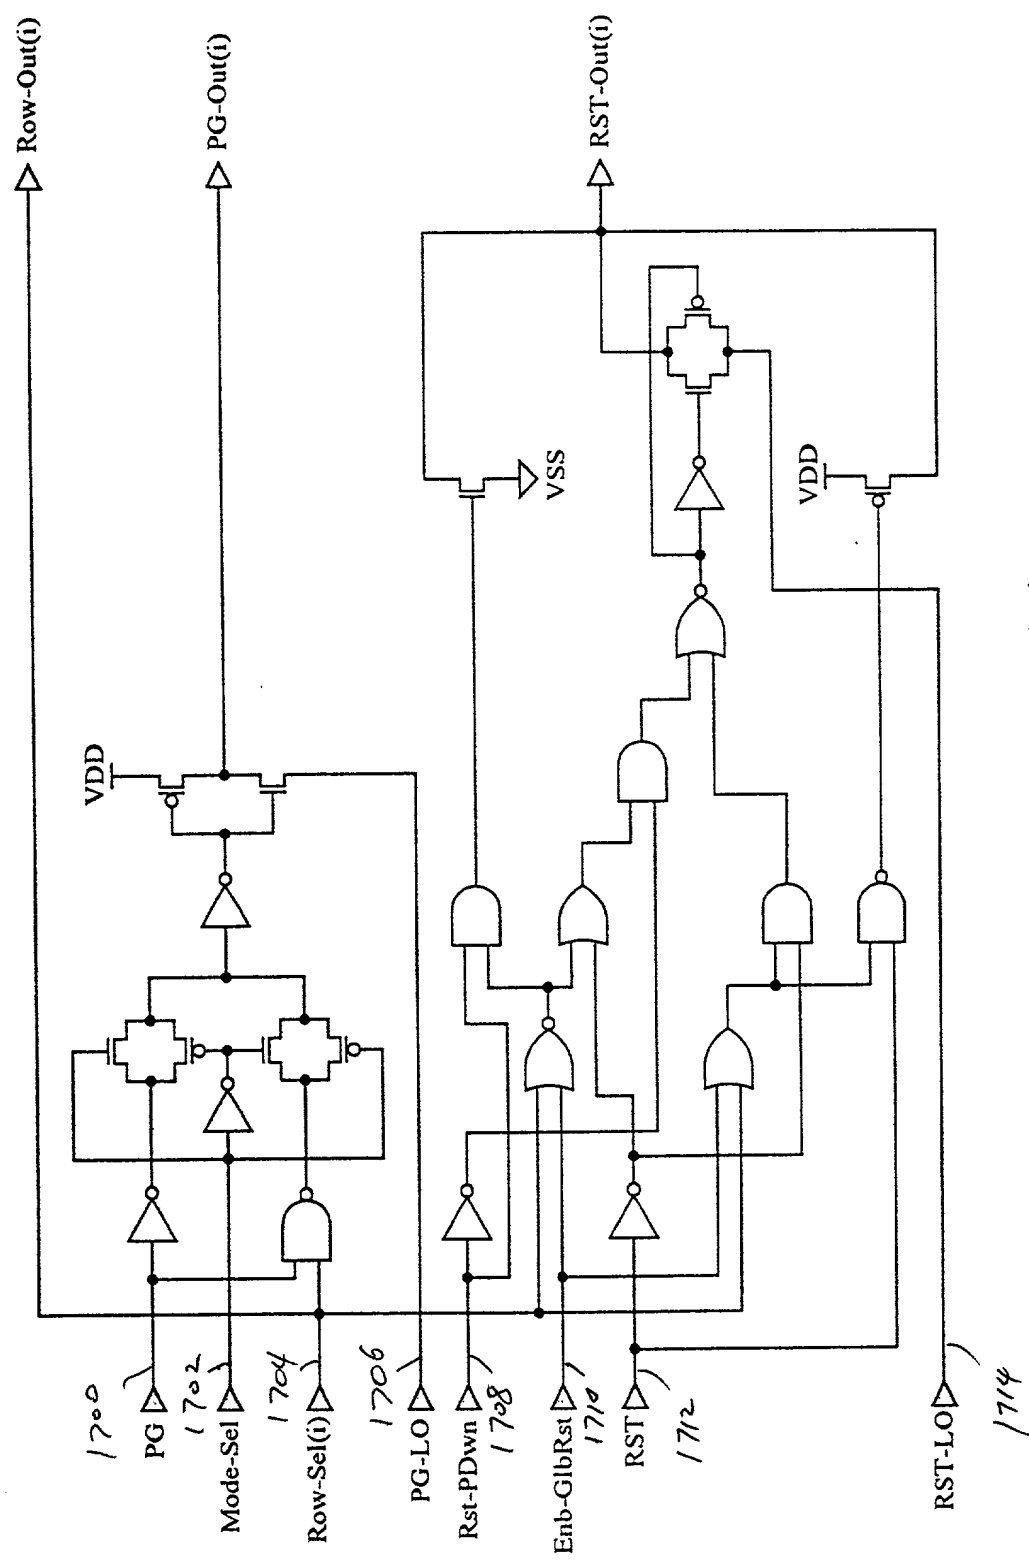 Row-Out(i)
PG-Out(i)
RST-Out(i)
VDD
VSS
VDD
1700
PG
1702
Mode-Sel
1704
Row-Sel(i)
1706
PG-LO
1708
Rst-PDwn
1710
Enb-GlbRst
1712
RST
1714
RST-LO